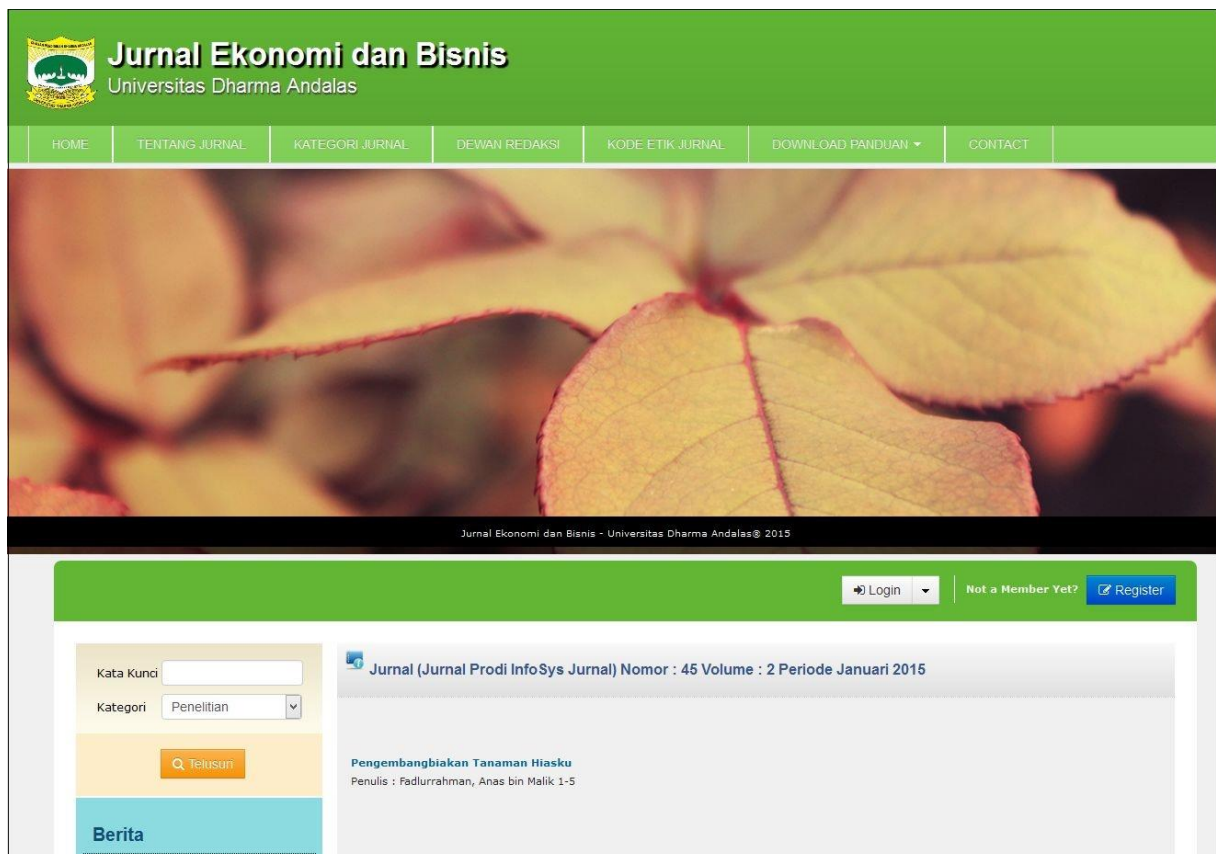 Jurnal Ekonomi dan Bisnis
Universitas Dharma Andalas
HOME TENTANG JURNAL KATEGORI JURNAL DEWAN REDAKSI KODE ETIK JURNAL DOWNLOAD PANDUAN CONTACT
Jurnal Ekonomi dan Bisnis - Universitas Dharma Andalas® 2015
Login Not a Member Yet? Register
Kata Kunci
Kategori Penelitian
Telusuri
Berita
Jurnal (Jurnal Prodi InfoSys Jurnal) Nomor : 45 Volume : 2 Periode Januari 2015
Pengembangbiakan Tanaman Hiasku
Penulis : Fadlurrahman, Anas bin Malik 1-5